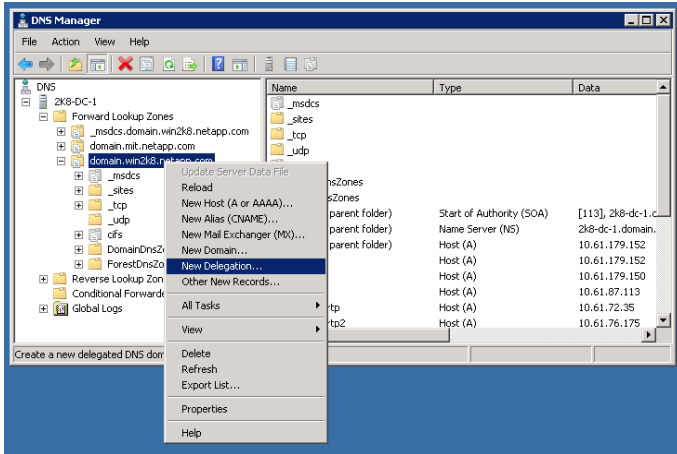 DNS Manager
File Action View Help
DNS
2K8-DC-1
Forward Lookup Zones
_msdcs.domain.win2k8.netapp.com
domain.mit.netapp.com
domain.win2k8.netapp.com
_msdcs
_sites
_tcp
_udp
cifs
DomainDnsZo
ForestDnsZo
Reverse Lookup Zon
Conditional Forwarde
Global Logs
Name Type Data
_msdcs
_sites
_tcp
_udp
nsZones
sZones
parent folder) Start of Authority (SOA) [113], 2k8-dc-1.c
parent folder) Name Server (NS) 2k8-dc-1.domain.
parent folder) Host (A) 10.61.179.152
Host (A) 10.61.179.152
Host (A) 10.61.179.150
Host (A) 10.61.87.113
rtp Host (A) 10.61.72.35
rtp2 Host (A) 10.61.76.175
Update Server Data File
Reload
New Host (A or AAAA)...
New Alias (CNAME)...
New Mail Exchanger (MX)...
New Domain...
New Delegation...
Other New Records...
All Tasks
View
Delete
Refresh
Export List...
Properties
Help
Create a new delegated DNS dom